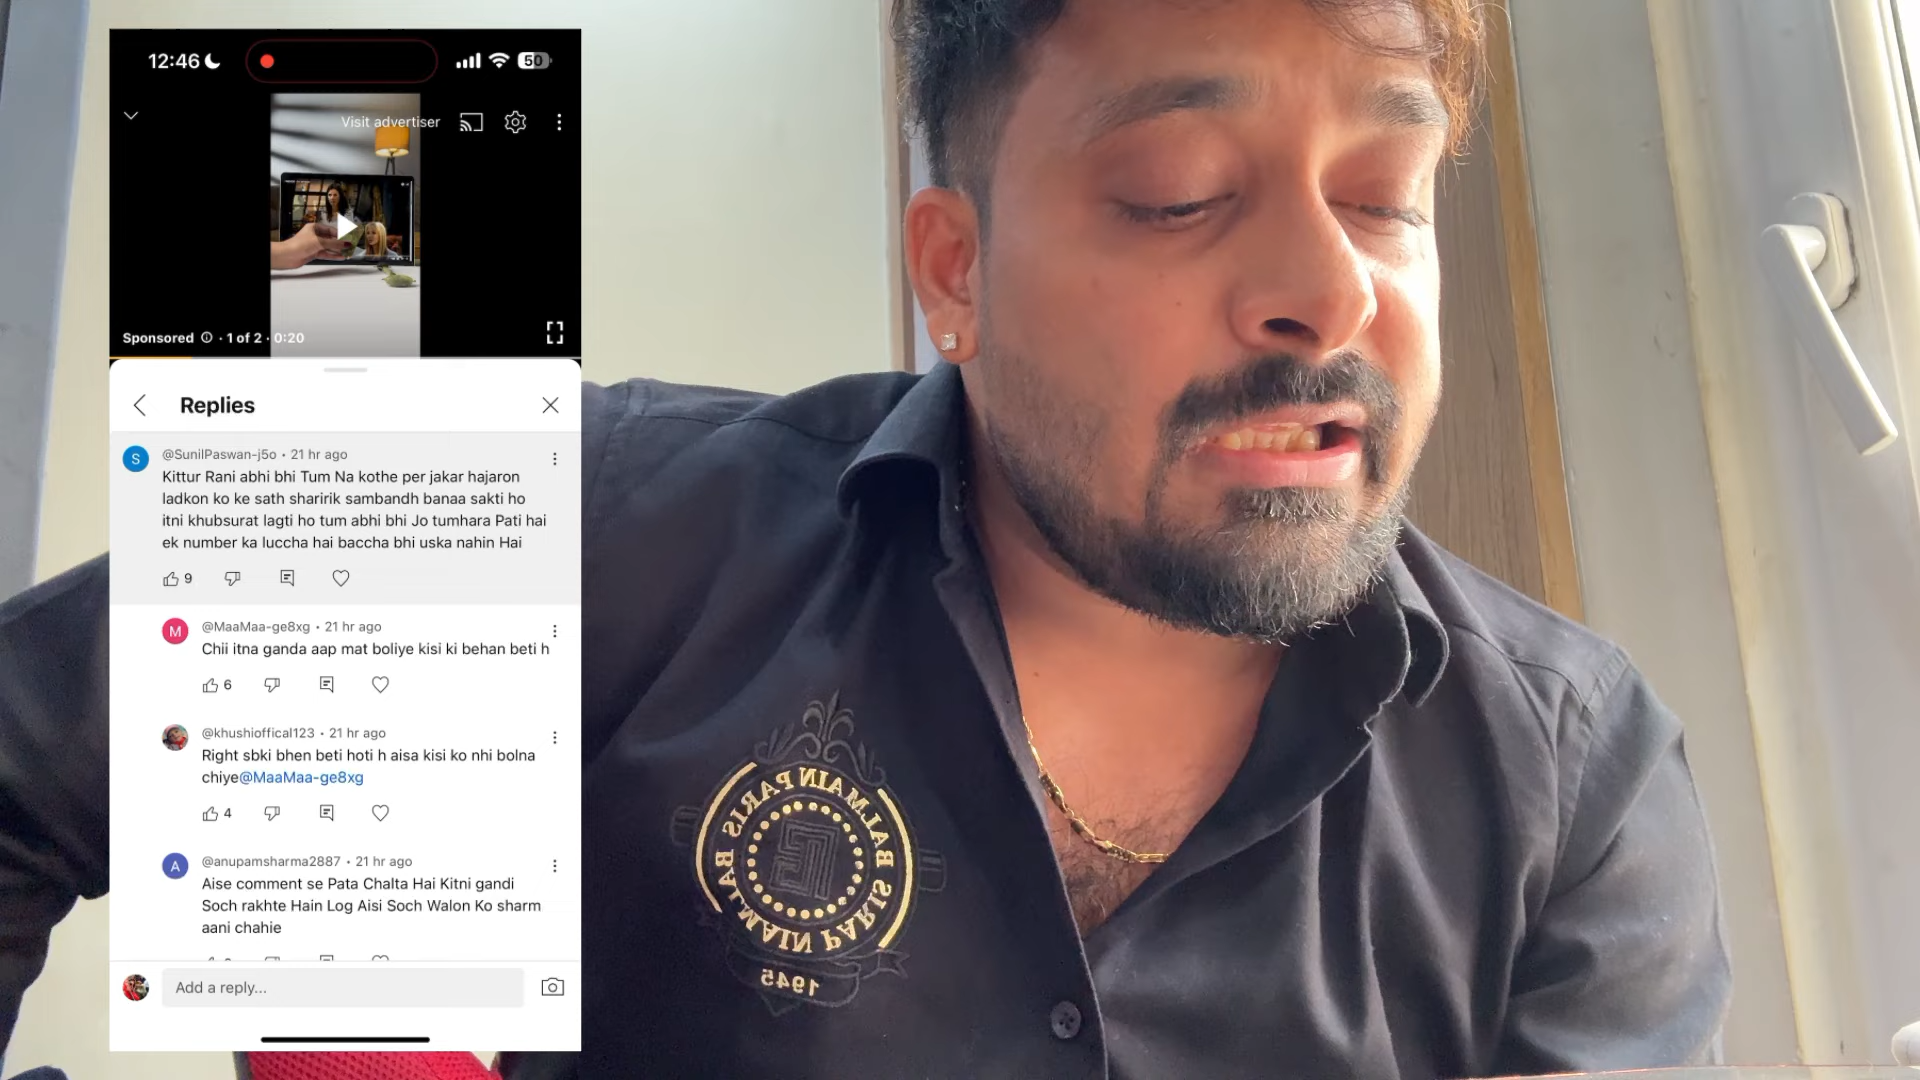 12:46
50
Visit advertiser
Sponsored · 1 of 2 · 0:20
Replies
S
@SunilPaswan-j5o · 21 hr ago
Kittur Rani abhi bhi Tum Na kothe per jakar hajaron
ladkon ko ke sath sharirik sambandh banaa sakti ho
itni khubsurat lagti ho tum abhi bhi Jo tumhara Pati hai
ek number ka luccha hai baccha bhi uska nahin Hai
9
M
@MaaMaa-ge8xg · 21 hr ago
Chii itna ganda aap mat boliye kisi ki behan beti h
6
@khushioffical123 · 21 hr ago
Right sbki bhen beti hoti h aisa kisi ko nhi bolna
chiye@MaaMaa-ge8xg
4
A
@anupamsharma2887 · 21 hr ago
Aise comment se Pata Chalta Hai Kitni gandi
Soch rakhte Hain Log Aisi Soch Walon Ko sharm
aani chahie
Add a reply...
BALMAIN PARIS
BALMAIN PARIS
1945